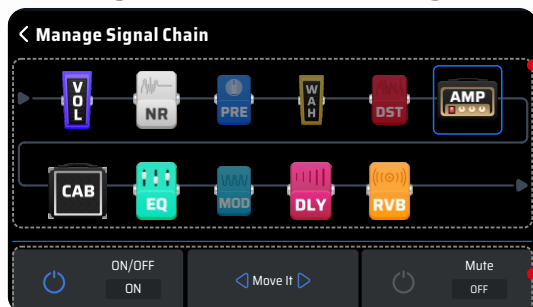 Manage Signal Chain
VOL
NR
PRE
WAH
DST
AMP
CAB
EQ
MOD
DLY
RVB
ON/OFF
ON
Move It
Mute
OFF